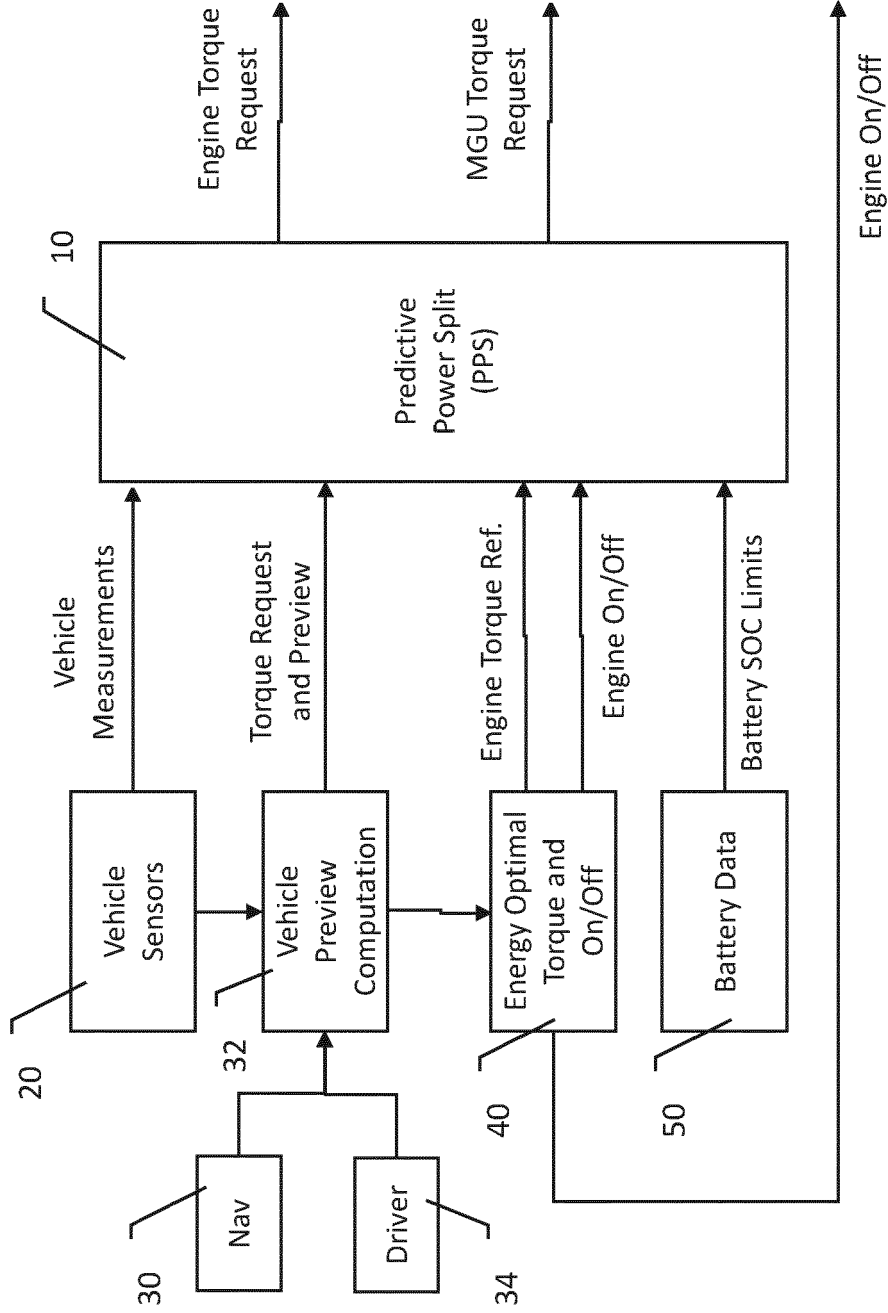 30
Nav
34
Driver
20
Vehicle
Sensors
32
Vehicle
Preview
Computation
40
Energy Optimal
Torque and
On/Off
50
Battery Data
Vehicle
Measurements
Torque Request
and Preview
Engine Torque Ref.
Engine On/Off
Battery SOC Limits
10
Predictive
Power Split
(PPS)
Engine Torque
Request
MGU Torque
Request
Engine On/Off